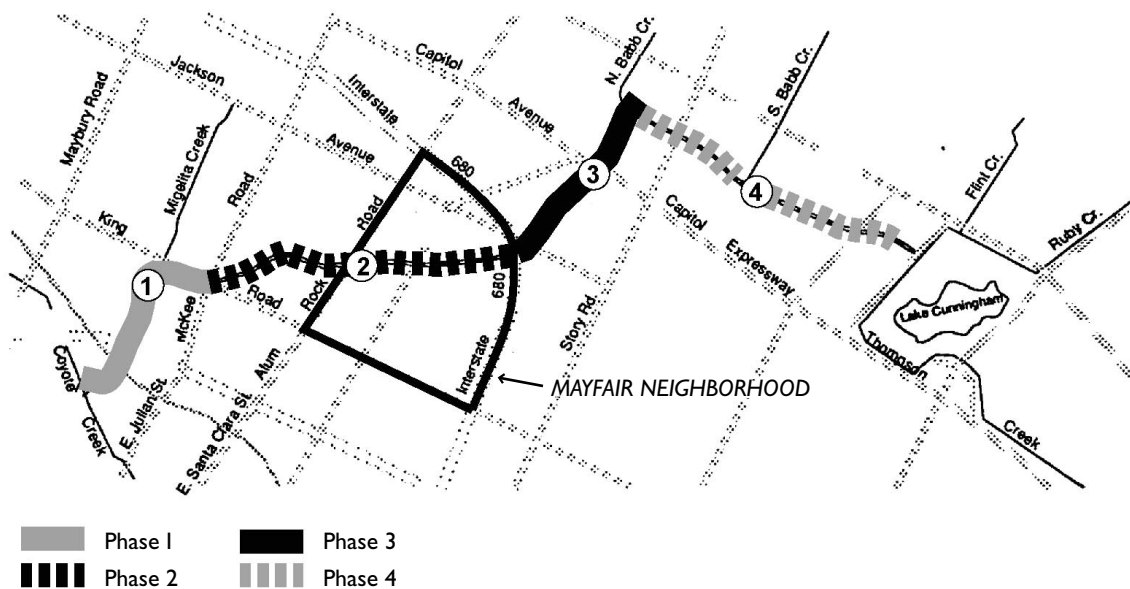 Maybury Road
Jackson
Avenue
Interstate
680
Capitol
Avenue
N. Babb Cr.
S. Babb Cr.
Flint Cr.
Ruby Cr.
Migelita Creek
Road
Road
King
Road
1
2
3
4
McKee
Rock
Alum
680
Interstate
Story Rd
Capitol
Expressway
Lake Cunningham
Thompson
Creek
Coyote
Creek
E. Julian St.
E. Santa Clara St.
MAYFAIR NEIGHBORHOOD
Phase 1
Phase 3
Phase 2
Phase 4